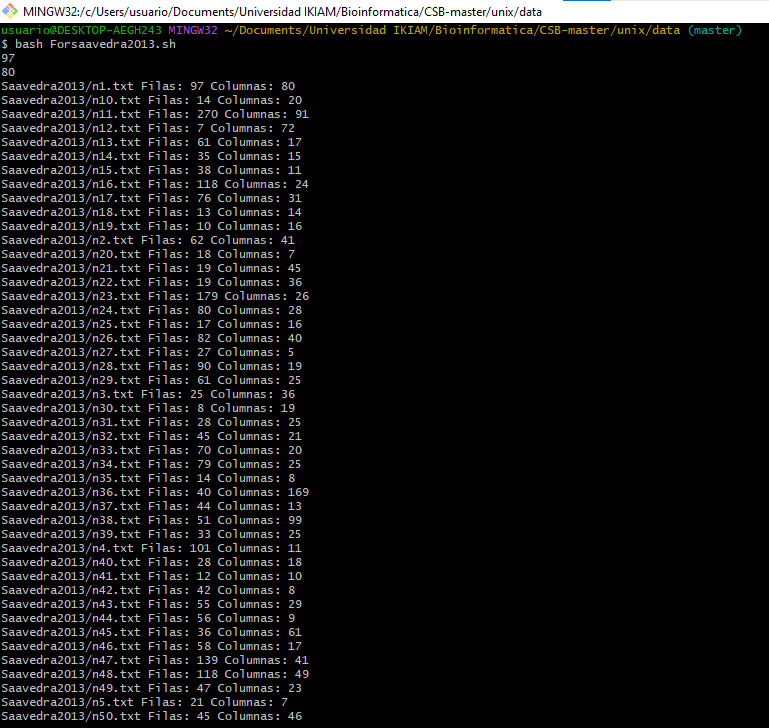 MINGW32:/c/Users/usuario/Documents/Universidad IKIAM/Bioinformatica/CSB-master/unix/data
usuario@DESKTOP-AEGH243 MINGW32 ~/Documents/Universidad IKIAM/Bioinformatica/CSB-master/unix/data (master)
$ bash Forsaavedra2013.sh
97
80
Saavedra2013/n1.txt Filas: 97 Columnas: 80
Saavedra2013/n10.txt Filas: 14 Columnas: 20
Saavedra2013/n11.txt Filas: 270 Columnas: 91
Saavedra2013/n12.txt Filas: 7 Columnas: 72
Saavedra2013/n13.txt Filas: 61 Columnas: 17
Saavedra2013/n14.txt Filas: 35 Columnas: 15
Saavedra2013/n15.txt Filas: 38 Columnas: 11
Saavedra2013/n16.txt Filas: 118 Columnas: 24
Saavedra2013/n17.txt Filas: 76 Columnas: 31
Saavedra2013/n18.txt Filas: 13 Columnas: 14
Saavedra2013/n19.txt Filas: 10 Columnas: 16
Saavedra2013/n2.txt Filas: 62 Columnas: 41
Saavedra2013/n20.txt Filas: 18 Columnas: 7
Saavedra2013/n21.txt Filas: 19 Columnas: 45
Saavedra2013/n22.txt Filas: 19 Columnas: 36
Saavedra2013/n23.txt Filas: 179 Columnas: 26
Saavedra2013/n24.txt Filas: 80 Columnas: 28
Saavedra2013/n25.txt Filas: 17 Columnas: 16
Saavedra2013/n26.txt Filas: 82 Columnas: 40
Saavedra2013/n27.txt Filas: 27 Columnas: 5
Saavedra2013/n28.txt Filas: 90 Columnas: 19
Saavedra2013/n29.txt Filas: 61 Columnas: 25
Saavedra2013/n3.txt Filas: 25 Columnas: 36
Saavedra2013/n30.txt Filas: 8 Columnas: 19
Saavedra2013/n31.txt Filas: 28 Columnas: 25
Saavedra2013/n32.txt Filas: 45 Columnas: 21
Saavedra2013/n33.txt Filas: 70 Columnas: 20
Saavedra2013/n34.txt Filas: 79 Columnas: 25
Saavedra2013/n35.txt Filas: 14 Columnas: 8
Saavedra2013/n36.txt Filas: 40 Columnas: 169
Saavedra2013/n37.txt Filas: 44 Columnas: 13
Saavedra2013/n38.txt Filas: 51 Columnas: 99
Saavedra2013/n39.txt Filas: 33 Columnas: 25
Saavedra2013/n4.txt Filas: 101 Columnas: 11
Saavedra2013/n40.txt Filas: 28 Columnas: 18
Saavedra2013/n41.txt Filas: 12 Columnas: 10
Saavedra2013/n42.txt Filas: 42 Columnas: 8
Saavedra2013/n43.txt Filas: 55 Columnas: 29
Saavedra2013/n44.txt Filas: 56 Columnas: 9
Saavedra2013/n45.txt Filas: 36 Columnas: 61
Saavedra2013/n46.txt Filas: 58 Columnas: 17
Saavedra2013/n47.txt Filas: 139 Columnas: 41
Saavedra2013/n48.txt Filas: 118 Columnas: 49
Saavedra2013/n49.txt Filas: 47 Columnas: 23
Saavedra2013/n5.txt Filas: 21 Columnas: 7
Saavedra2013/n50.txt Filas: 45 Columnas: 46